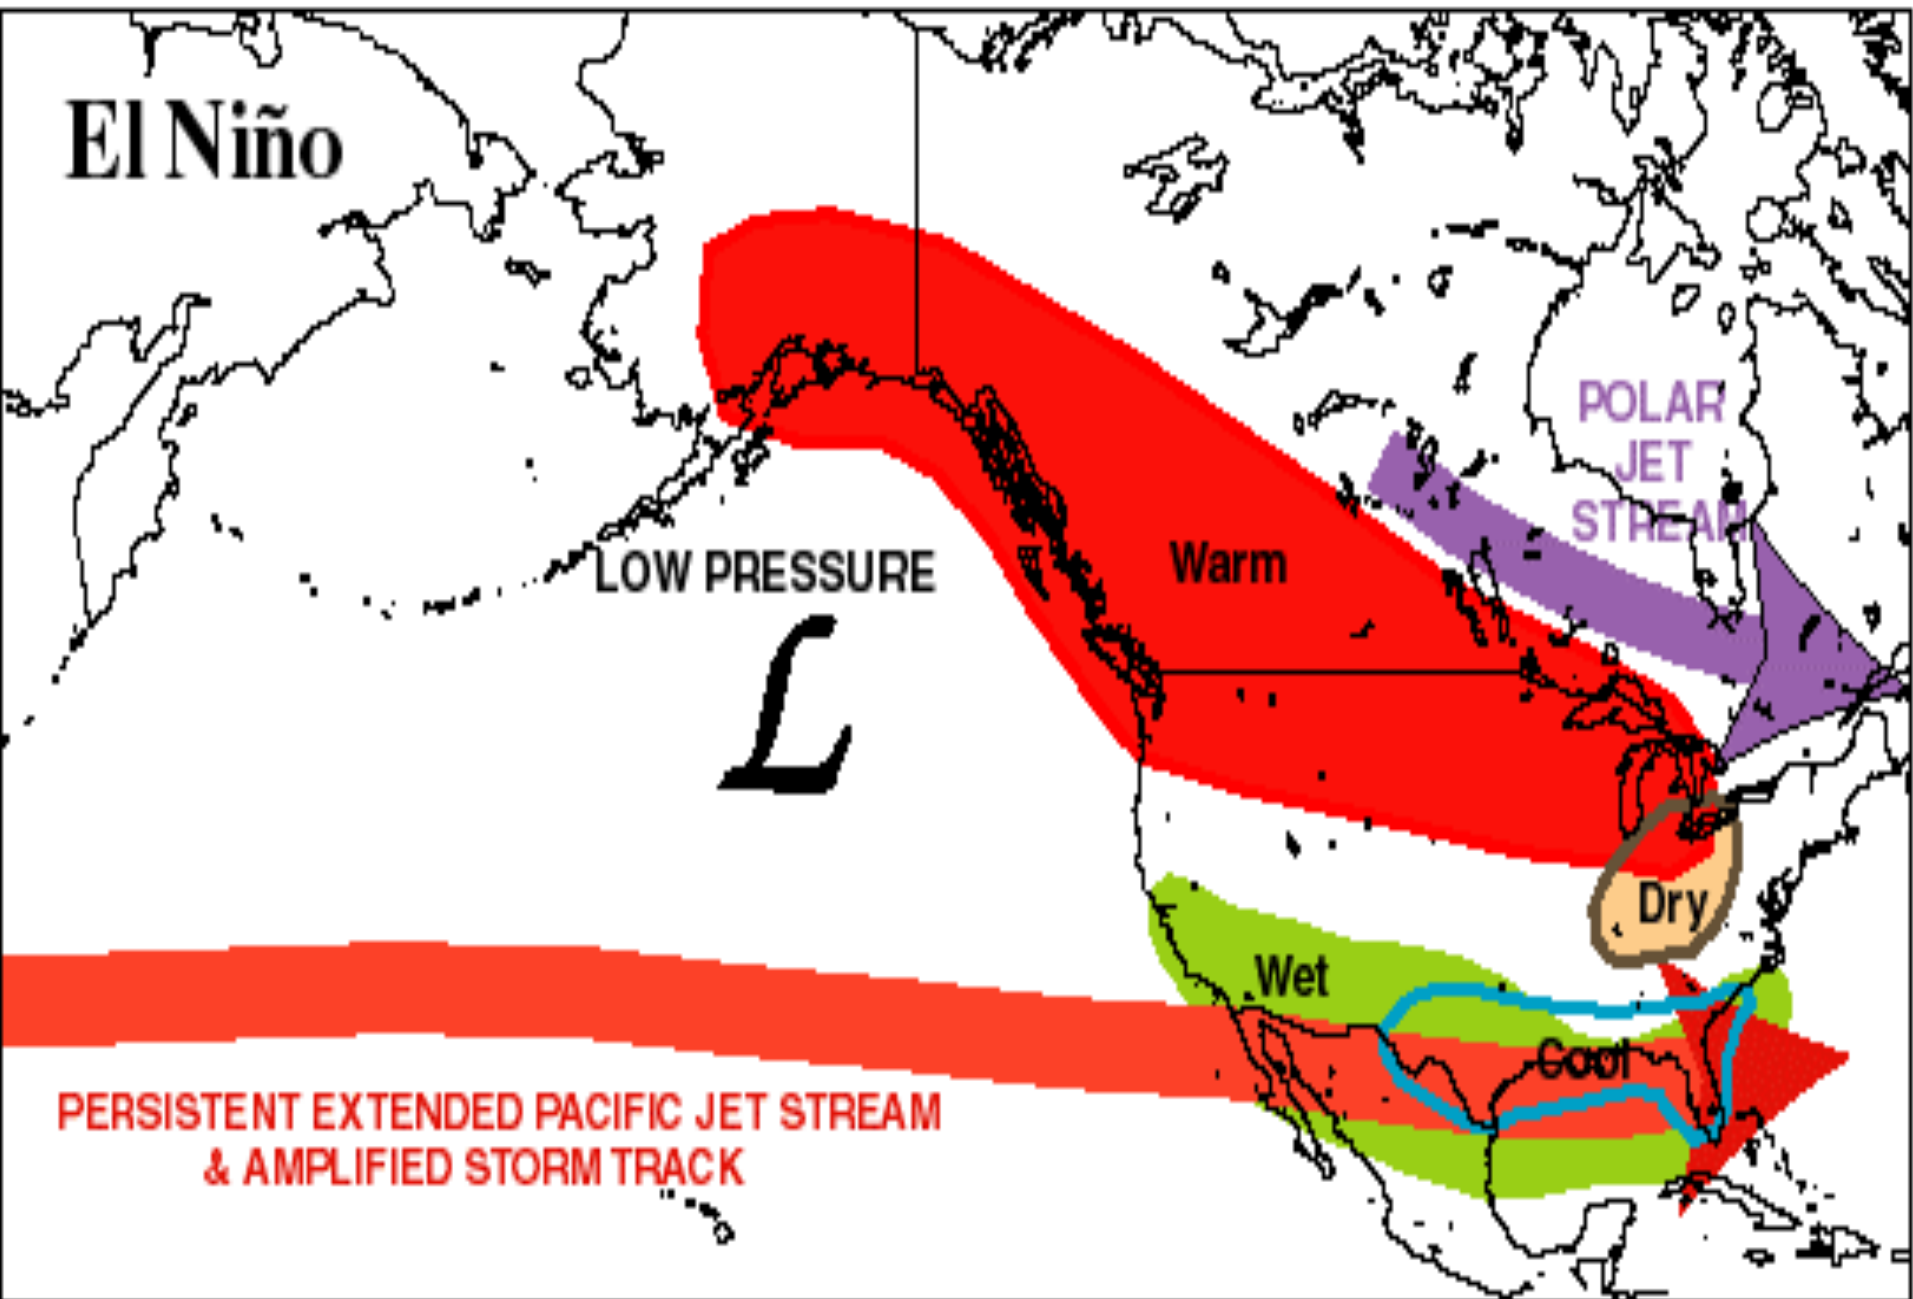 El Niño
POLAR
JET
STREAM
LOW PRESSURE
L
Warm
Dry
Wet
Cool
PERSISTENT EXTENDED PACIFIC JET STREAM
& AMPLIFIED STORM TRACK